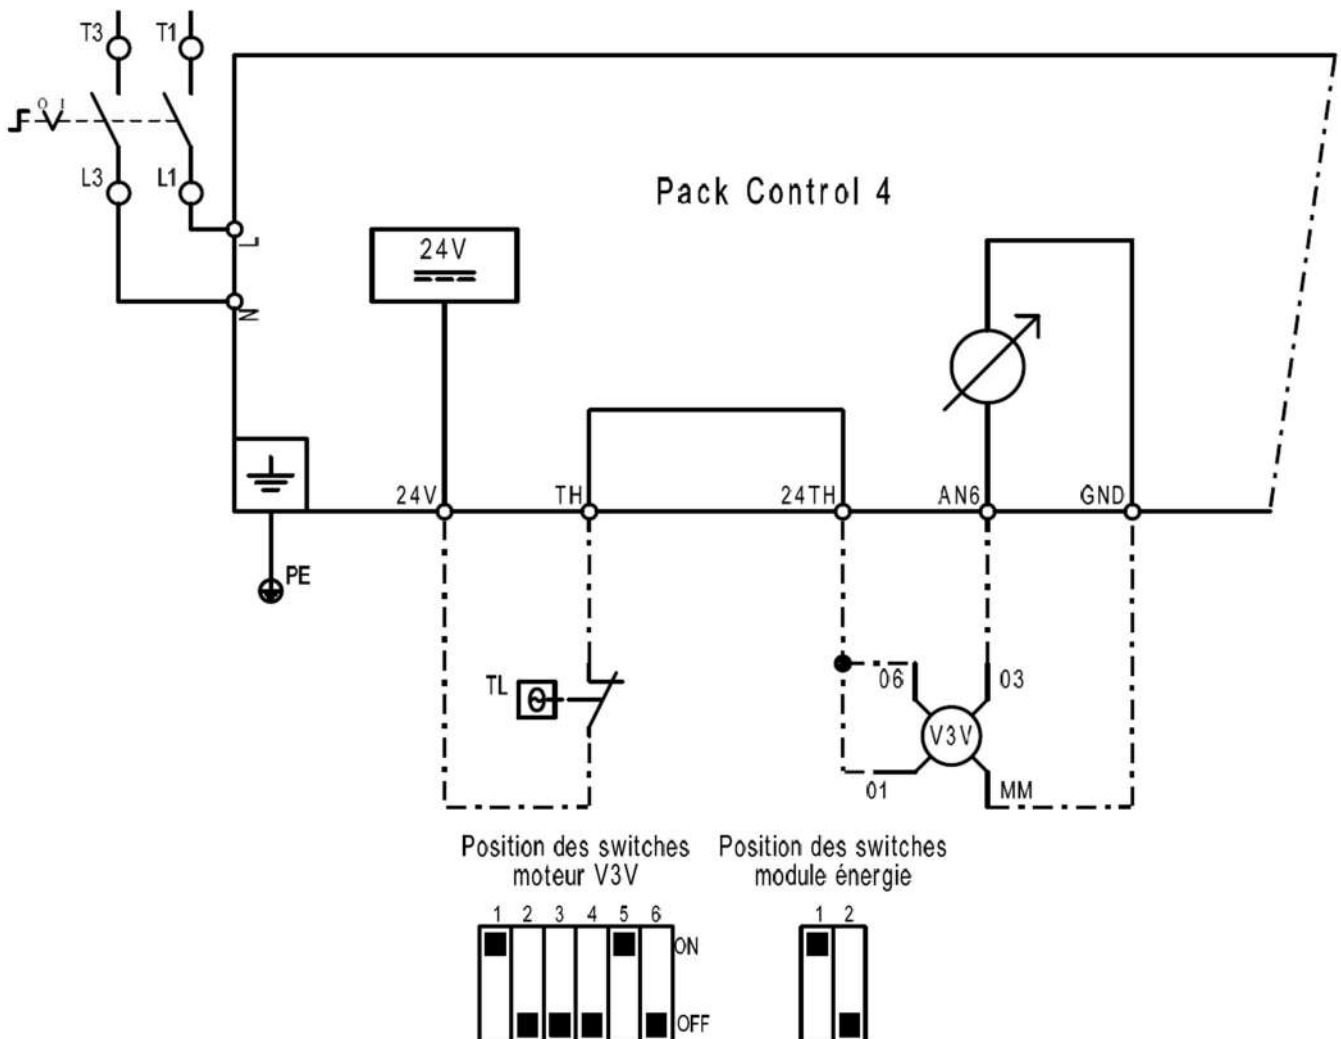 T3 T1
O I
L3 L1
Pack Control 4
L
24V
N
24V TH 24TH AN6 GND
PE
TL
06 03
V3V
01 MM
Position des switches
moteur V3V
Position des switches
module énergie
1 2 3 4 5 6
ON
OFF
1 2